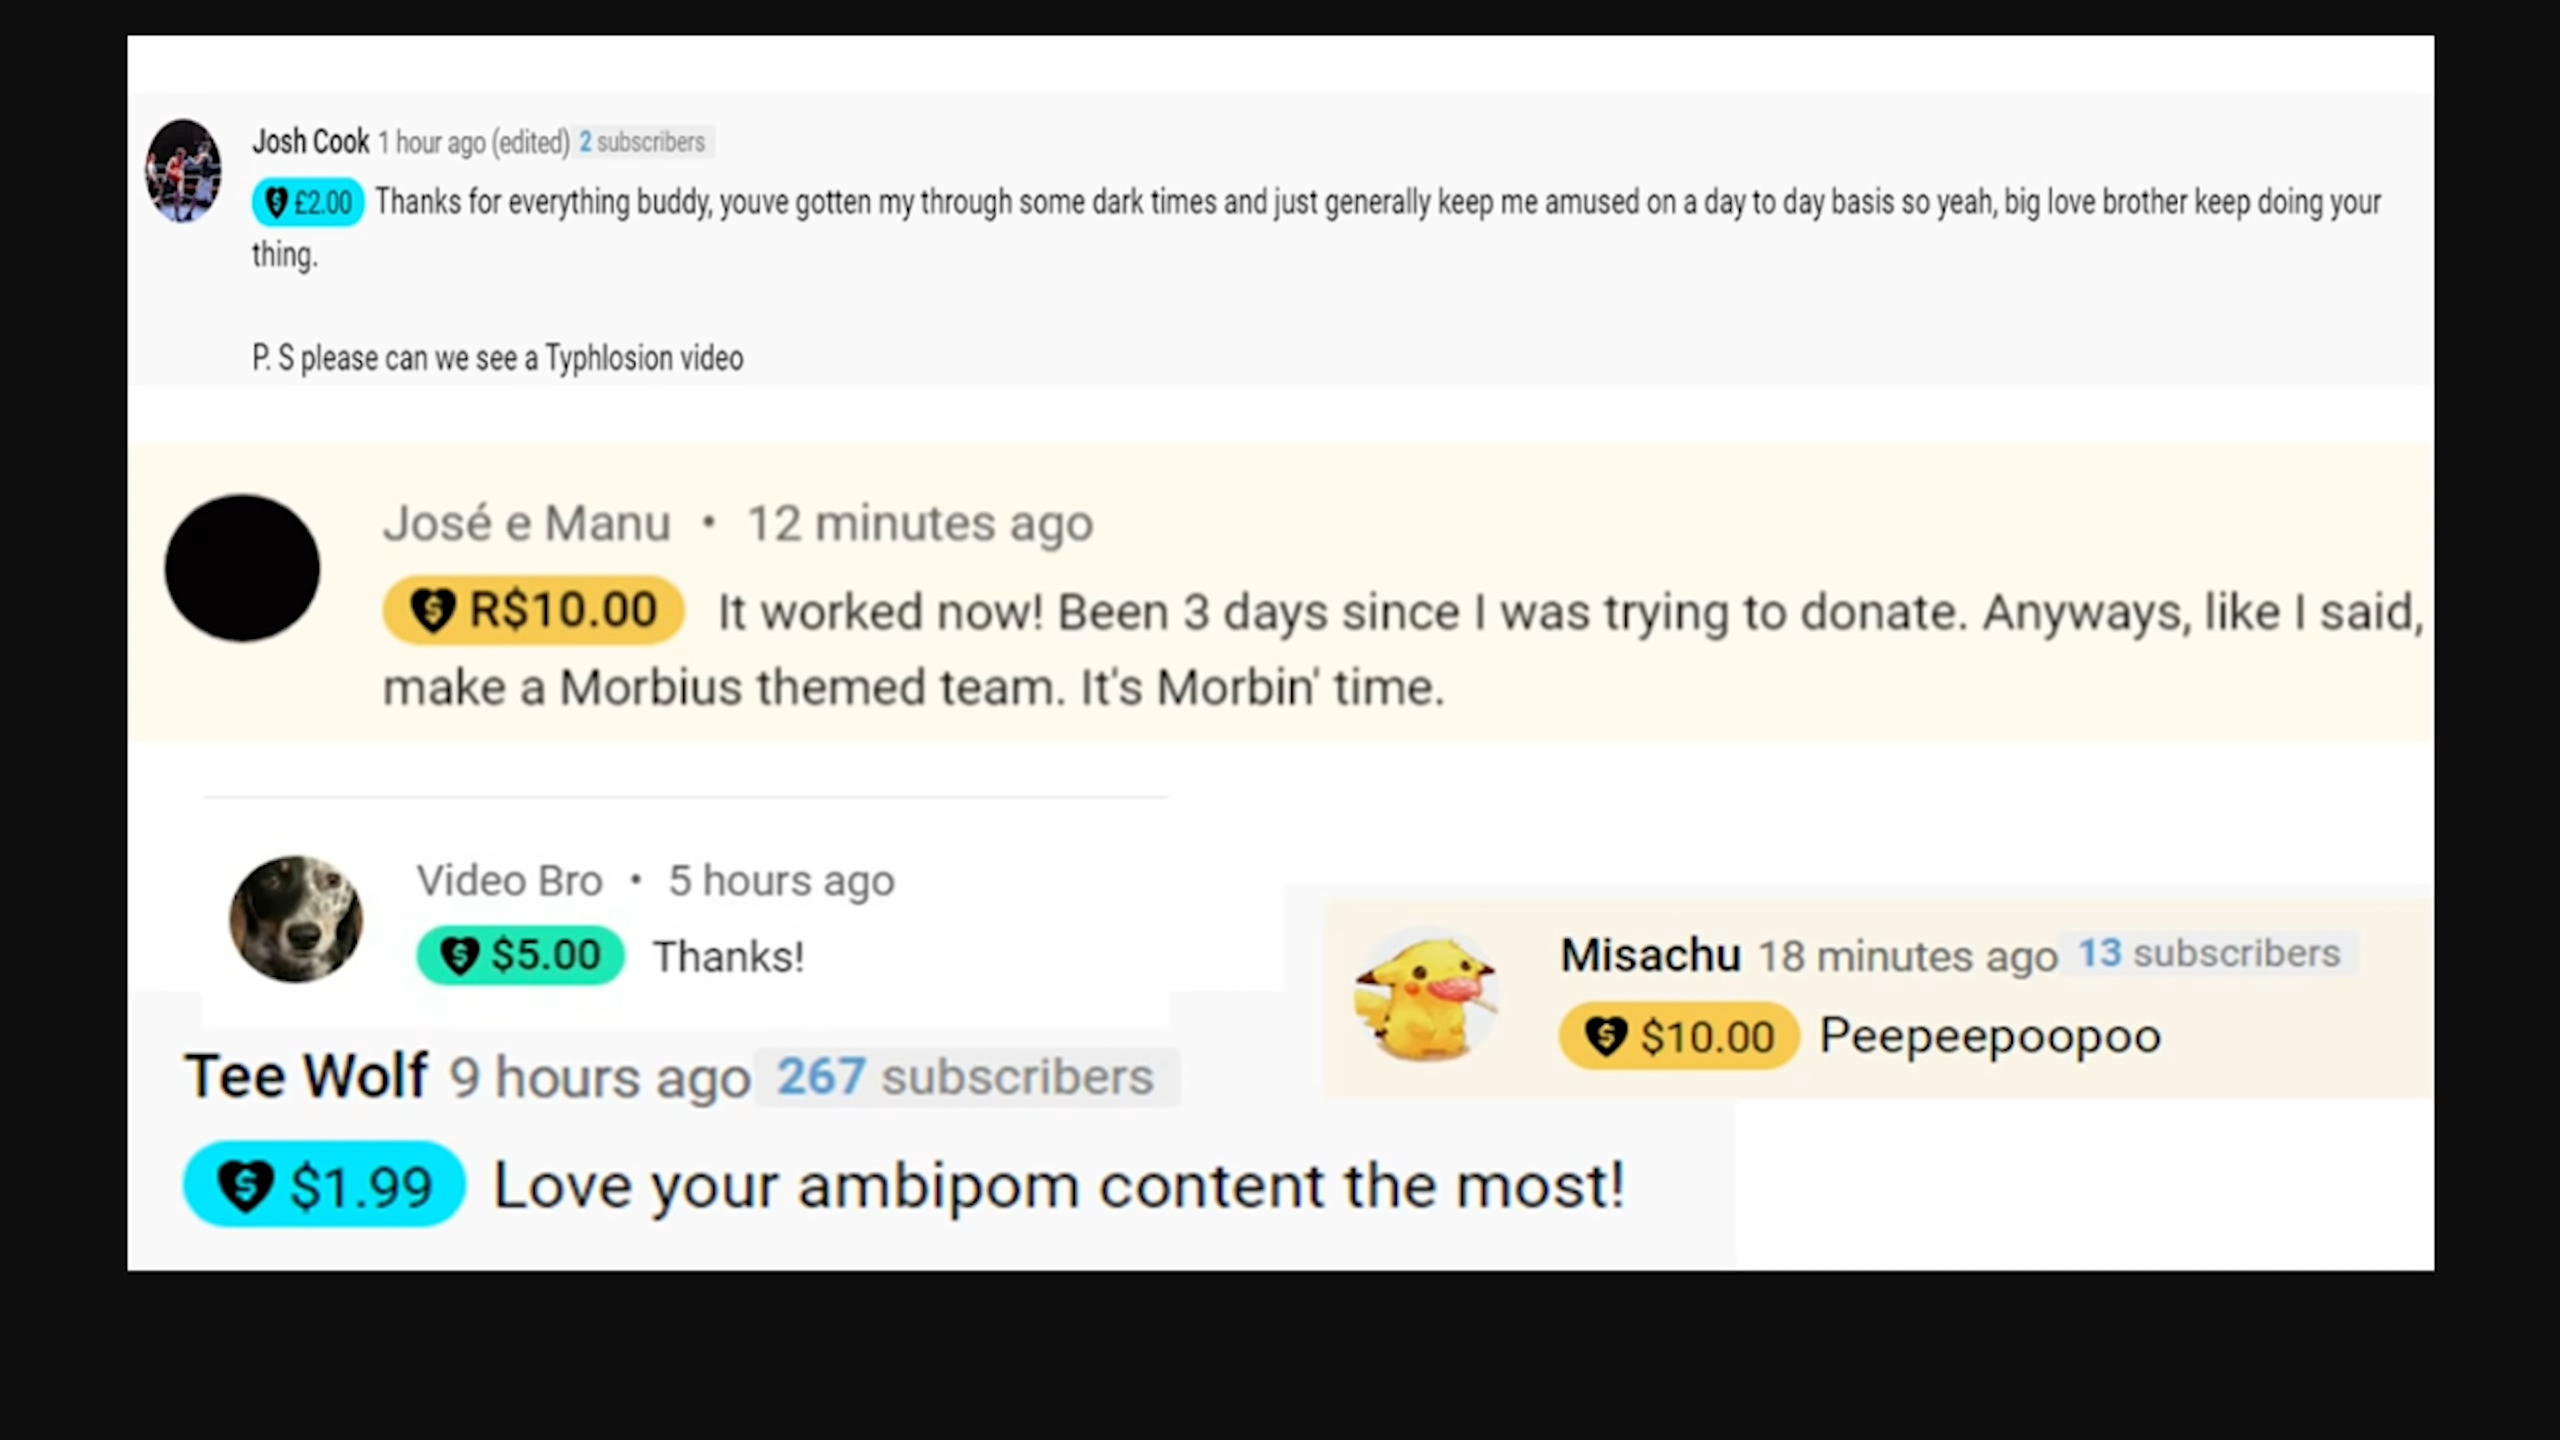 Josh Cook 1 hour ago (edited) 2 subscribers
£2.00 Thanks for everything buddy, youve gotten my through some dark times and just generally keep me amused on a day to day basis so yeah, big love brother keep doing your
thing.
P. S please can we see a Typhlosion video
José e Manu • 12 minutes ago
R$10.00 It worked now! Been 3 days since I was trying to donate. Anyways, like I said,
make a Morbius themed team. It's Morbin' time.
Video Bro • 5 hours ago
$5.00 Thanks!
Misachu 18 minutes ago 13 subscribers
$10.00 Peepeepoopoo
Tee Wolf 9 hours ago 267 subscribers
$1.99 Love your ambipom content the most!